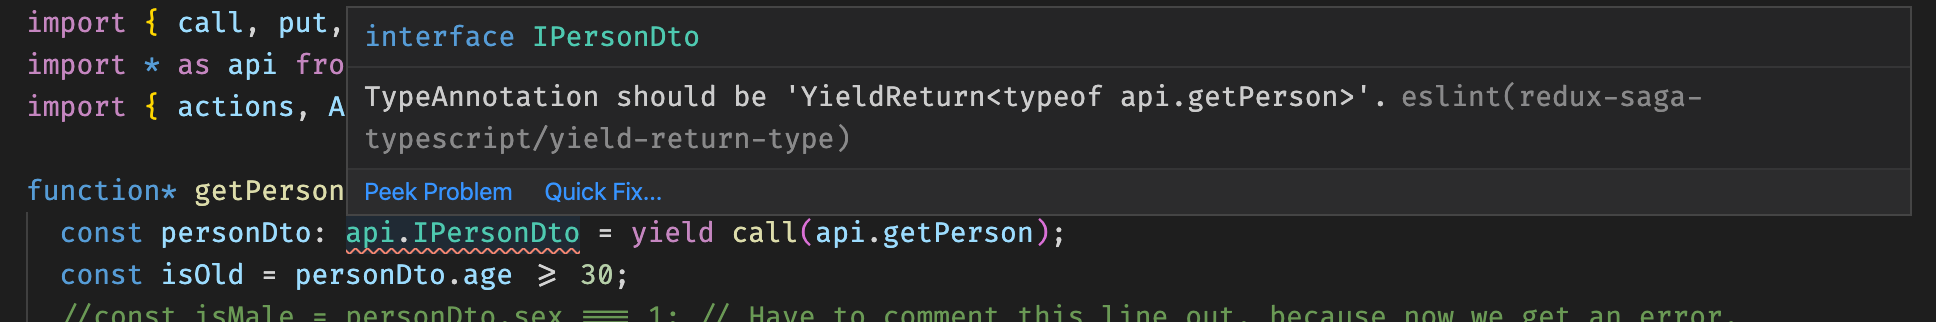 import { call, put,
import * as api fro
import { actions, A
interface IPersonDto
TypeAnnotation should be 'YieldReturn<typeof api.getPerson>'. eslint(redux-saga-
typescript/yield-return-type)
Peek Problem Quick Fix...
function* getPerson
const personDto: api.IPersonDto = yield call(api.getPerson);
const isOld = personDto.age >= 30;
//const isMale = personDto.sex === 1; // Have to comment this line out, because now we get an error.